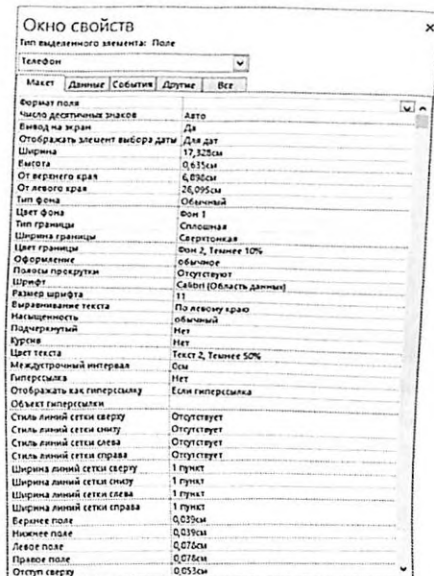 Окно свойств ×
Тип выделенного элемента: Поле
Телефон
Макет Данные События Другие Все
Формат поля
Число десятичных знаков Авто
Вывод на экран Да
Отображать элемент выбора даты Для дат
Ширина 17,328см
Высота 0,635см
От верхнего края 6,898см
От левого края 26,095см
Тип фона Обычный
Цвет фона Фон 1
Тип границы Сплошная
Ширина границы Сверхтонкая
Цвет границы Фон 2, Темнее 10%
Оформление обычное
Полосы прокрутки Отсутствуют
Шрифт Calibri (Область данных)
Размер шрифта 11
Выравнивание текста По левому краю
Насыщенность обычный
Подчеркнутый Нет
Курсив Нет
Цвет текста Текст 2, Темнее 50%
Междустрочный интервал 0см
Гиперссылка Нет
Отображать как гиперссылку Если гиперссылка
Объект гиперссылки
Стиль линий сетки сверху Отсутствует
Стиль линий сетки снизу Отсутствует
Стиль линий сетки слева Отсутствует
Стиль линий сетки справа Отсутствует
Ширина линий сетки сверху 1 пункт
Ширина линий сетки снизу 1 пункт
Ширина линий сетки слева 1 пункт
Ширина линий сетки справа 1 пункт
Верхнее поле 0,039см
Нижнее поле 0,039см
Левое поле 0,078см
Правое поле 0,078см
Отступ сверху 0,053см